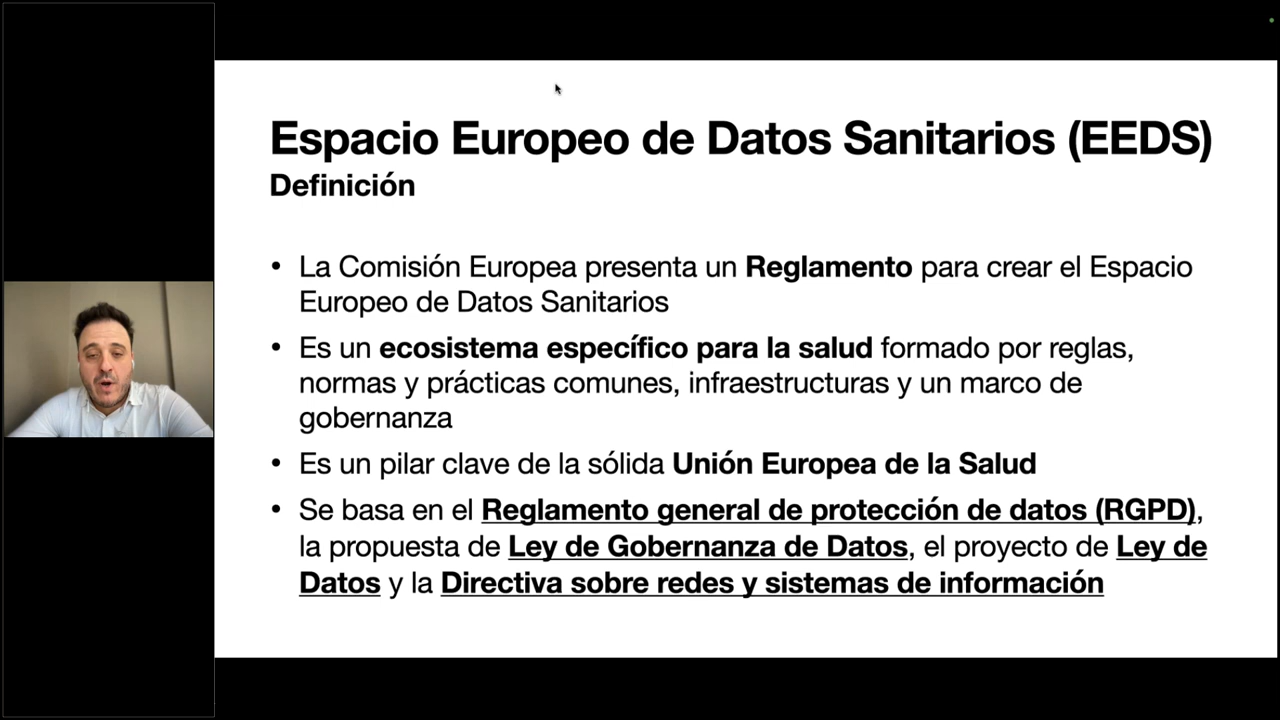 Espacio Europeo de Datos Sanitarios (EEDS)
Definición
• La Comisión Europea presenta un Reglamento para crear el Espacio
Europeo de Datos Sanitarios
• Es un ecosistema específico para la salud formado por reglas,
normas y prácticas comunes, infraestructuras y un marco de
gobernanza
• Es un pilar clave de la sólida Unión Europea de la Salud
• Se basa en el Reglamento general de protección de datos (RGPD),
la propuesta de Ley de Gobernanza de Datos, el proyecto de Ley de
Datos y la Directiva sobre redes y sistemas de información